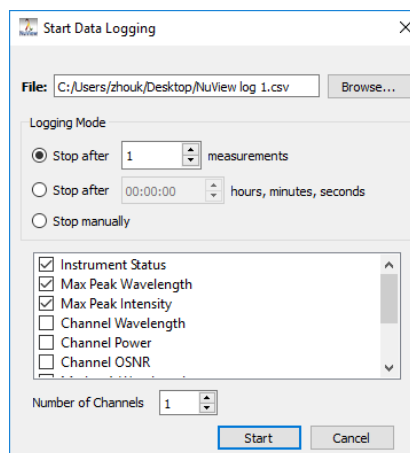 Start Data Logging
File: C:/Users/zhouk/Desktop/NuView log 1.csv Browse...
Logging Mode
Stop after 1 measurements
Stop after 00:00:00 hours, minutes, seconds
Stop manually
Instrument Status
Max Peak Wavelength
Max Peak Intensity
Channel Wavelength
Channel Power
Channel OSNR
Number of Channels 1
Start Cancel